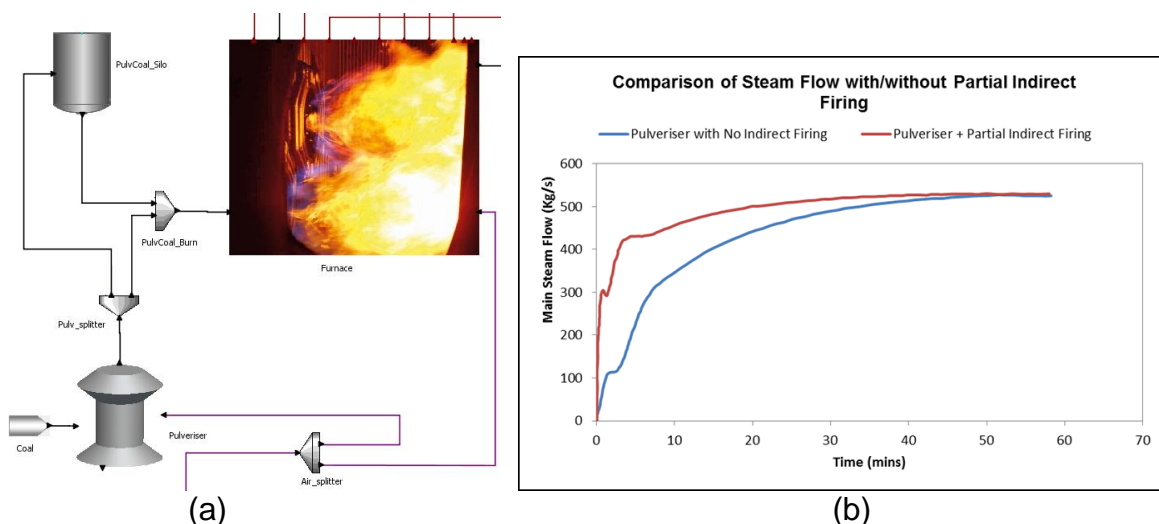 PulvCoal_Silo
PulvCoal_Burn
Furnace
Pulv_splitter
Coal
Pulveriser
Air_splitter
(a)
Comparison of Steam Flow with/without Partial Indirect
Firing
Pulveriser with No Indirect Firing
Pulveriser + Partial Indirect Firing
Main Steam Flow (Kg/s)
600
500
400
300
200
100
0
0 10 20 30 40 50 60 70
Time (mins)
(b)